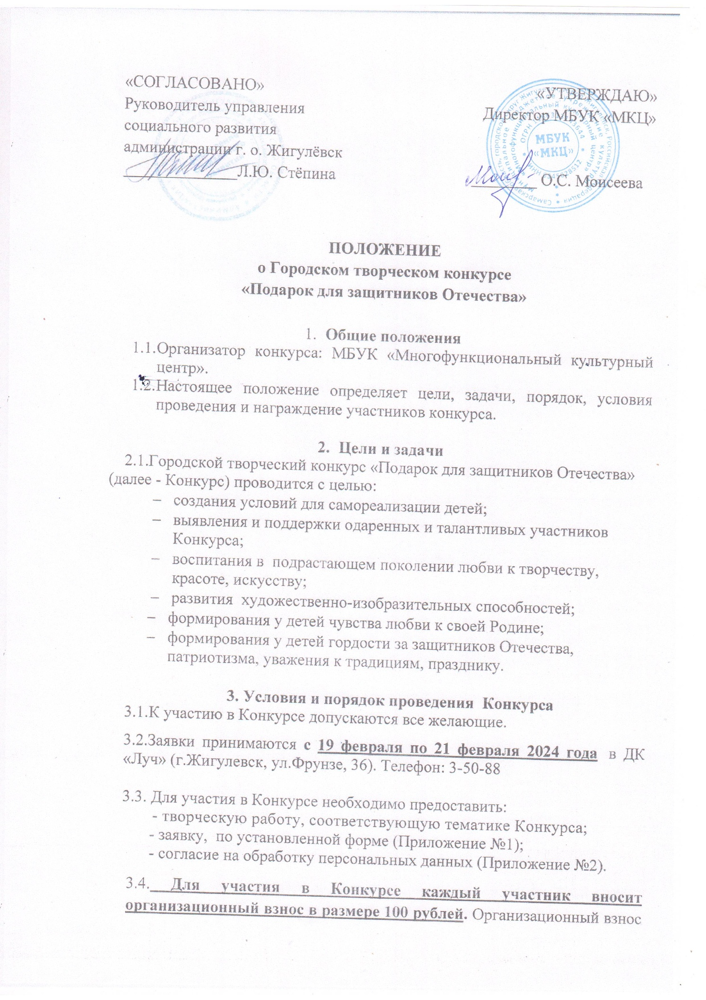 «СОГЛАСОВАНО»
Руководитель управления
социального развития
администрации г. о. Жигулёвск
Л.Ю. Стёпина
«УТВЕРЖДАЮ»
Директор МБУК «МКЦ»
О.С. Моисеева
МБУК
«МКЦ»
ПОЛОЖЕНИЕ
о Городском творческом конкурсе
«Подарок для защитников Отечества»
1. Общие положения
1.1.Организатор конкурса: МБУК «Многофункциональный культурный
центр».
1.2.Настоящее положение определяет цели, задачи, порядок, условия
проведения и награждение участников конкурса.
2. Цели и задачи
2.1.Городской творческий конкурс «Подарок для защитников Отечества»
(далее - Конкурс) проводится с целью:
– создания условий для самореализации детей;
– выявления и поддержки одаренных и талантливых участников
Конкурса;
– воспитания в подрастающем поколении любви к творчеству,
красоте, искусству;
– развития художественно-изобразительных способностей;
– формирования у детей чувства любви к своей Родине;
– формирования у детей гордости за защитников Отечества,
патриотизма, уважения к традициям, празднику.
3. Условия и порядок проведения Конкурса
3.1.К участию в Конкурсе допускаются все желающие.
3.2.Заявки принимаются с 19 февраля по 21 февраля 2024 года в ДК
«Луч» (г.Жигулевск, ул.Фрунзе, 36). Телефон: 3-50-88
3.3. Для участия в Конкурсе необходимо предоставить:
- творческую работу, соответствующую тематике Конкурса;
- заявку, по установленной форме (Приложение №1);
- согласие на обработку персональных данных (Приложение №2).
3.4. Для участия в Конкурсе каждый участник вносит
организационный взнос в размере 100 рублей. Организационный взнос